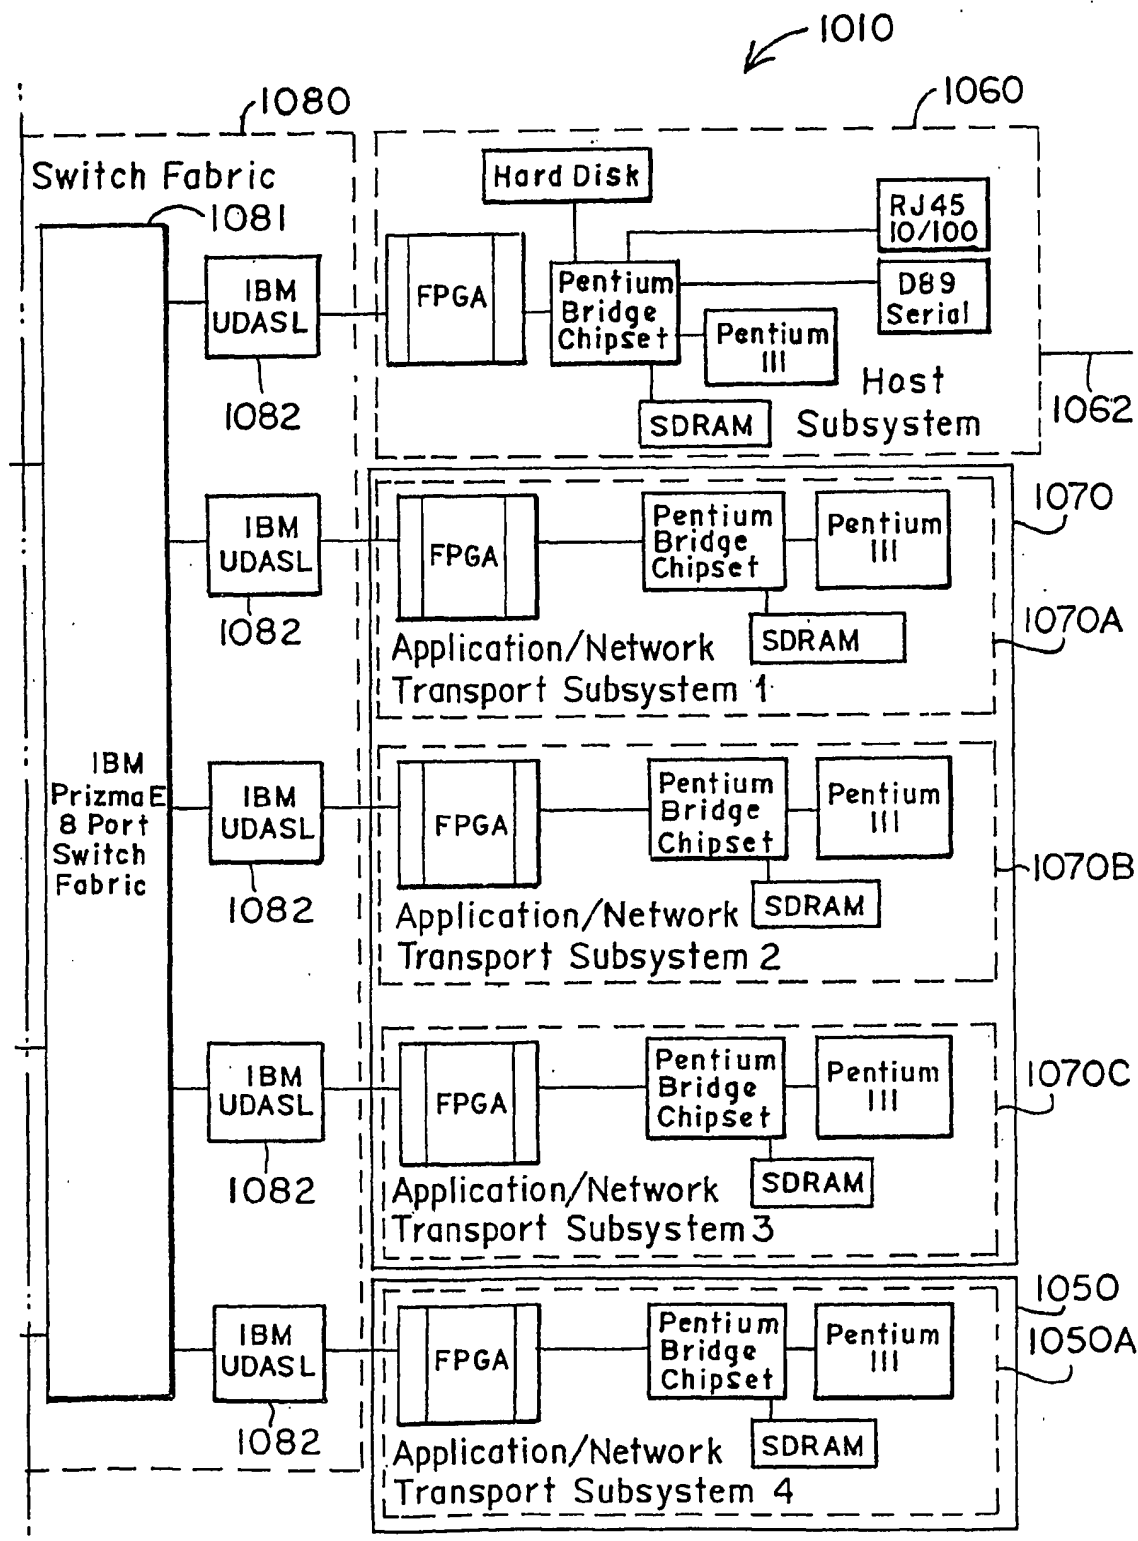 1010
1080
1060
Switch Fabric
1081
Hard Disk
RJ45
10/100
IBM
UDASL
FPGA
Pentium
Bridge
Chipset
D89
Serial
Pentium
III
Host
Subsystem
1062
1082
SDRAM
1070
IBM
UDASL
FPGA
Pentium
Bridge
Chipset
Pentium
III
1082
SDRAM
1070A
Application/Network
Transport Subsystem 1
IBM
PrizmaE
8 Port
Switch
Fabric
IBM
UDASL
FPGA
Pentium
Bridge
Chipset
Pentium
III
1070B
1082
SDRAM
Application/Network
Transport Subsystem 2
IBM
UDASL
FPGA
Pentium
Bridge
Chipset
Pentium
III
1070C
1082
SDRAM
Application/Network
Transport Subsystem 3
1050
IBM
UDASL
FPGA
Pentium
Bridge
Chipset
Pentium
III
1050A
1082
SDRAM
Application/Network
Transport Subsystem 4